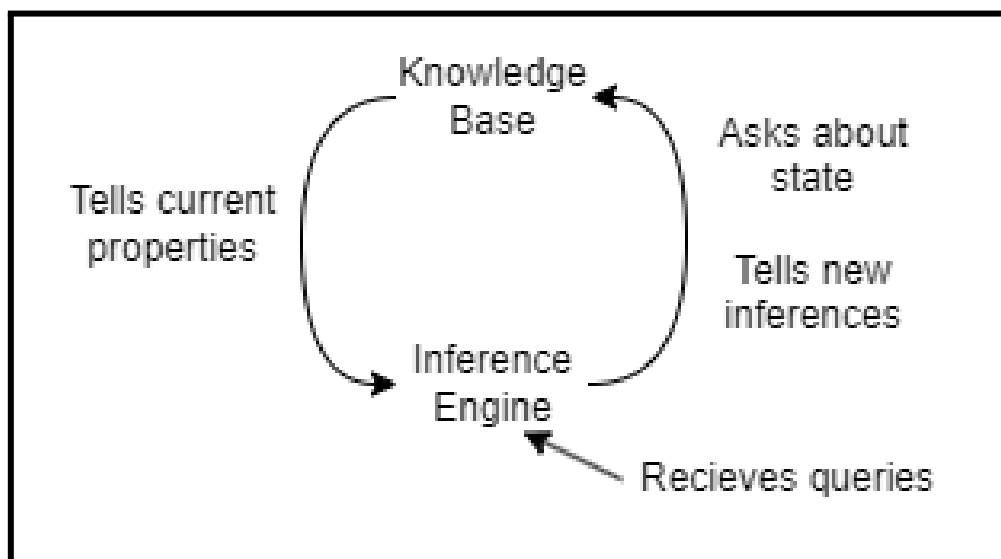 Knowledge
Base
Asks about
state
Tells current
properties
Tells new
inferences
Inference
Engine
Recieves queries